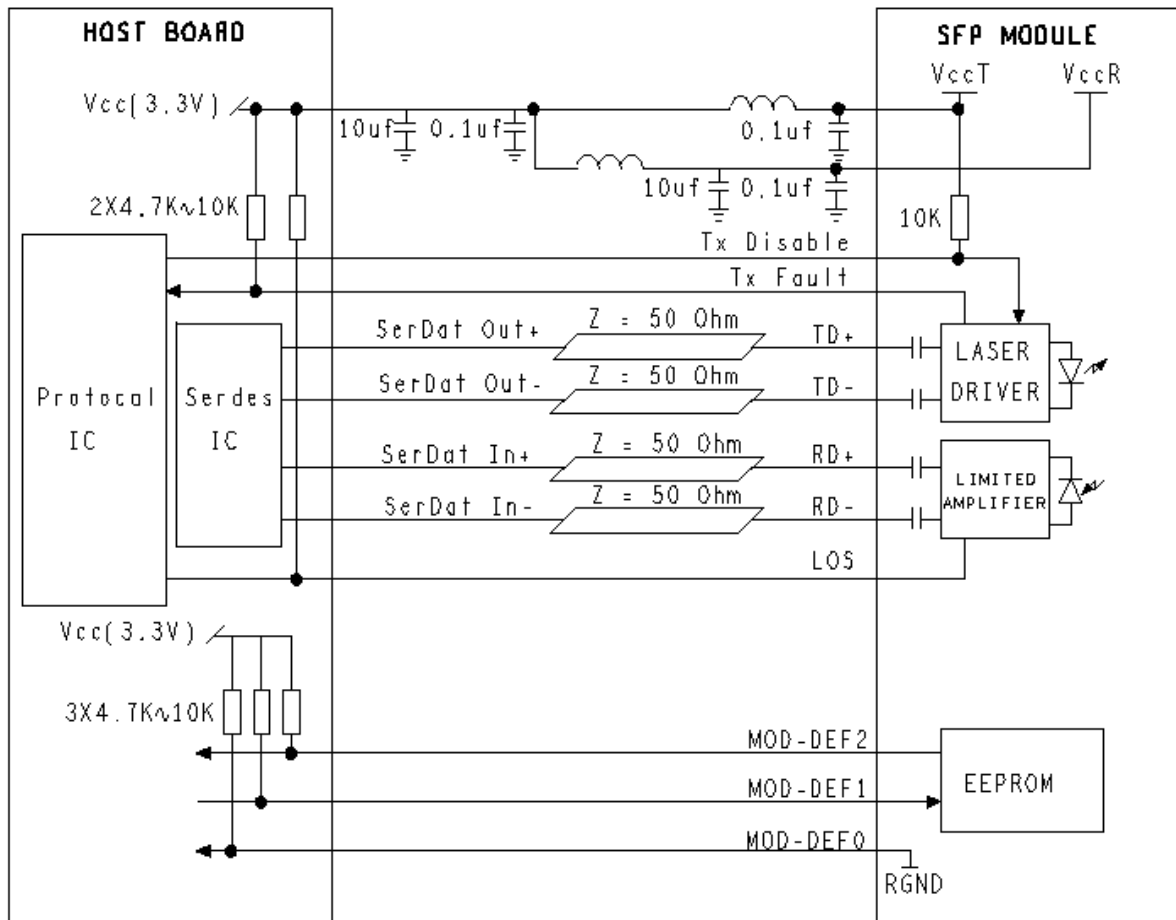 HOST BOARD
SFP MODULE
VccT
VccR
Vcc(3.3V)
10uf
0.1uf
0.1uf
10uf
0.1uf
2X4.7K∿10K
10K
Tx Disable
Tx Fault
Protocal
IC
Serdes
IC
SerDat Out+
Z = 50 Ohm
TD+
SerDat Out-
Z = 50 Ohm
TD-
LASER
DRIVER
SerDat In+
Z = 50 Ohm
RD+
SerDat In-
Z = 50 Ohm
RD-
LIMITED
AMPLIFIER
LOS
Vcc(3.3V)
3X4.7K∿10K
MOD-DEF2
MOD-DEF1
MOD-DEF0
EEPROM
RGND